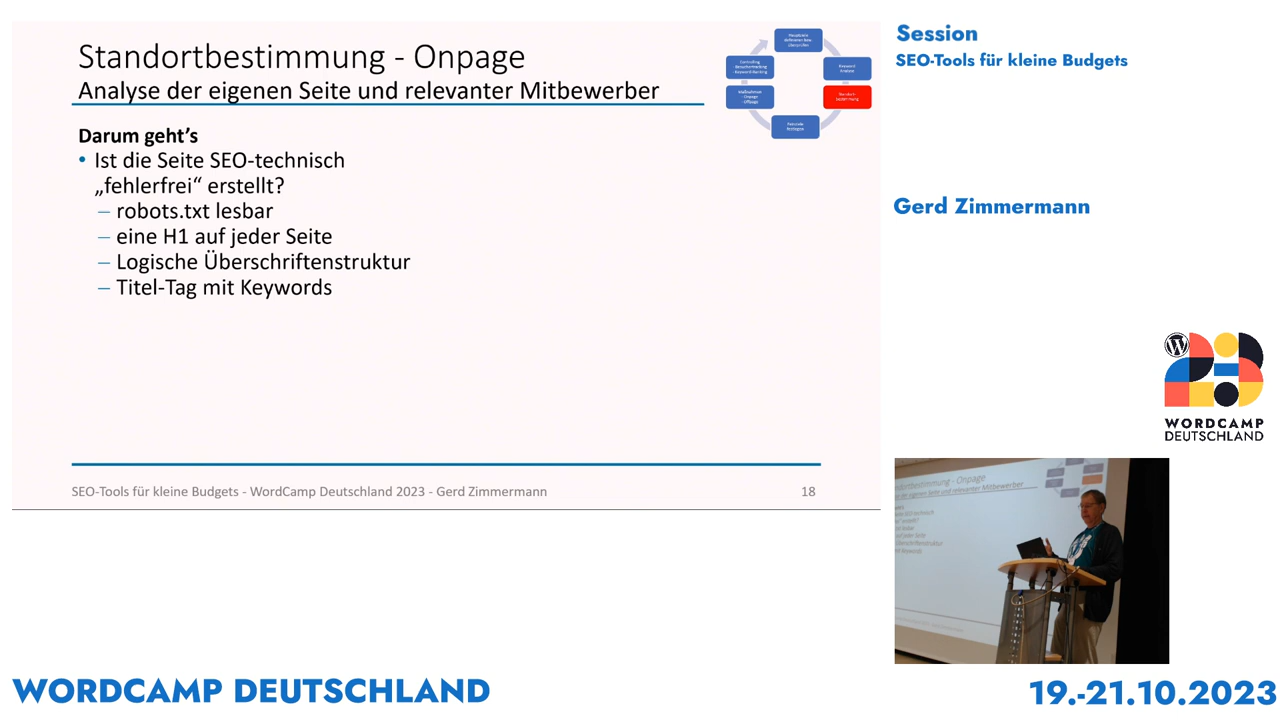 Standortbestimmung - Onpage
Analyse der eigenen Seite und relevanter Mitbewerber
Darum geht's
• Ist die Seite SEO-technisch
„fehlerfrei“ erstellt?
– robots.txt lesbar
– eine H1 auf jeder Seite
– Logische Überschriftenstruktur
– Titel-Tag mit Keywords
SEO-Tools für kleine Budgets - WordCamp Deutschland 2023 - Gerd Zimmermann
18
Session
SEO-Tools für kleine Budgets
Gerd Zimmermann
WORDCAMP
DEUTSCHLAND
WORDCAMP DEUTSCHLAND
19.-21.10.2023